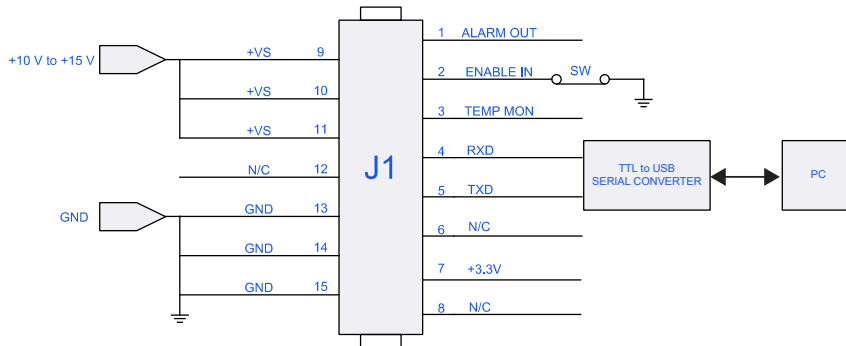 +10 V to +15 V
+VS 9
+VS 10
+VS 11
N/C 12
GND
GND 13
GND 14
GND 15
J1
1 ALARM OUT
2 ENABLE IN
SW
3 TEMP MON
4 RXD
5 TXD
6 N/C
7 +3.3V
8 N/C
TTL to USB
SERIAL CONVERTER
PC